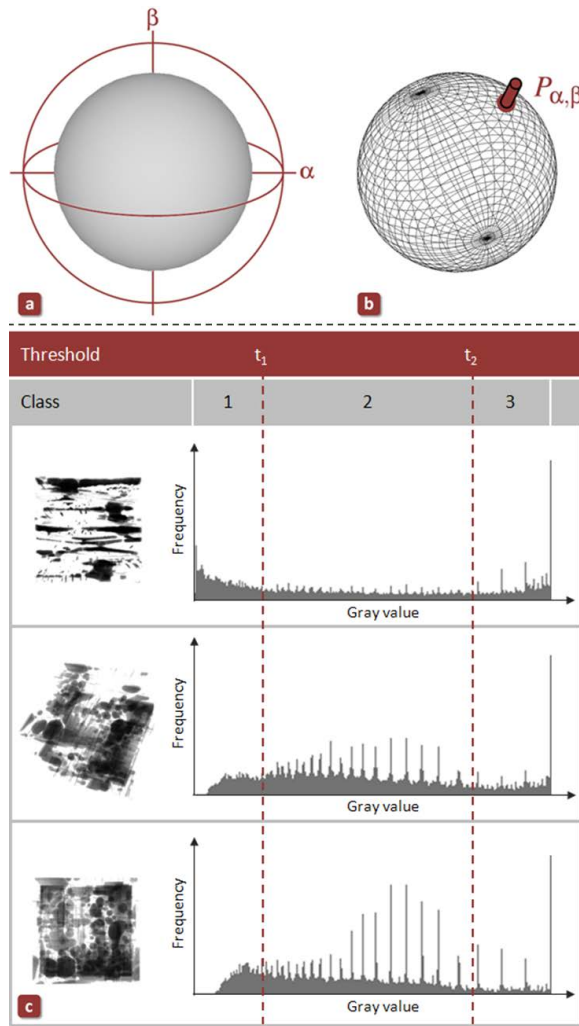 β
α
P α,β
a
b
Threshold t1 t2
Class 1 2 3
Frequency
Gray value
Frequency
Gray value
Frequency
Gray value
c